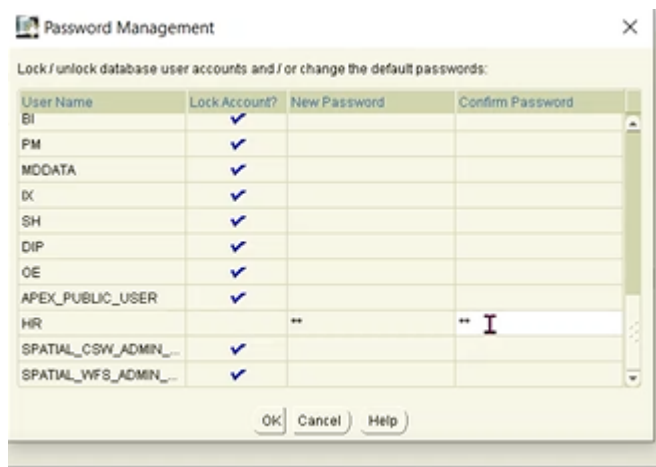 Password Management
Lock / unlock database user accounts and / or change the default passwords:
User Name Lock Account? New Password Confirm Password
BI
PM
MDDATA
IX
SH
DIP
OE
APEX_PUBLIC_USER
HR ** **
SPATIAL_CSW_ADMIN_...
SPATIAL_WFS_ADMIN_...
OK Cancel Help